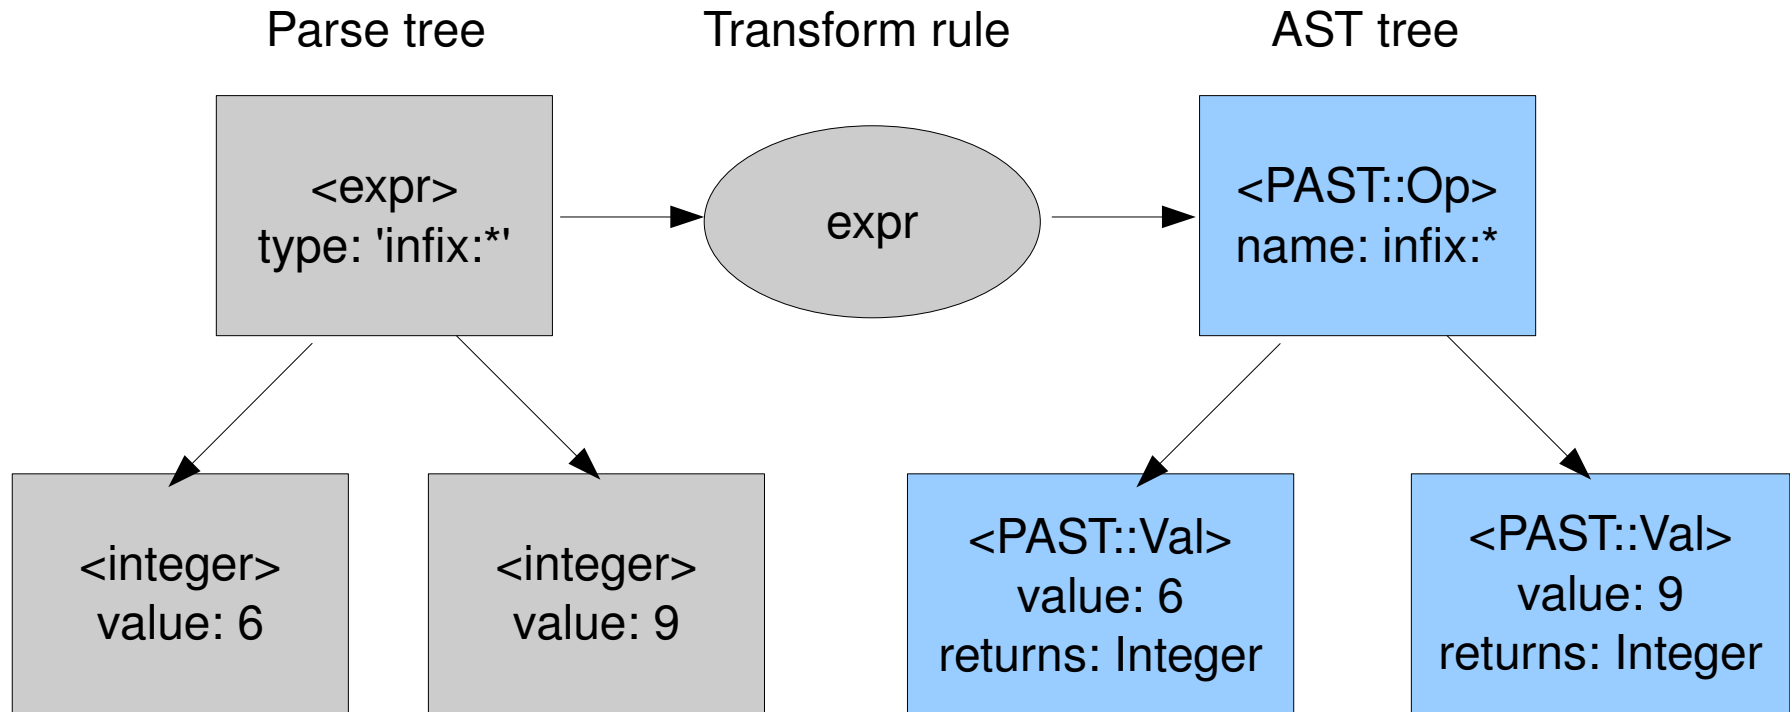 Parse tree
Transform rule
AST tree
<expr>
type: 'infix:*'
expr
<PAST::Op>
name: infix:*
<integer>
value: 6
<integer>
value: 9
<PAST::Val>
value: 6
returns: Integer
<PAST::Val>
value: 9
returns: Integer